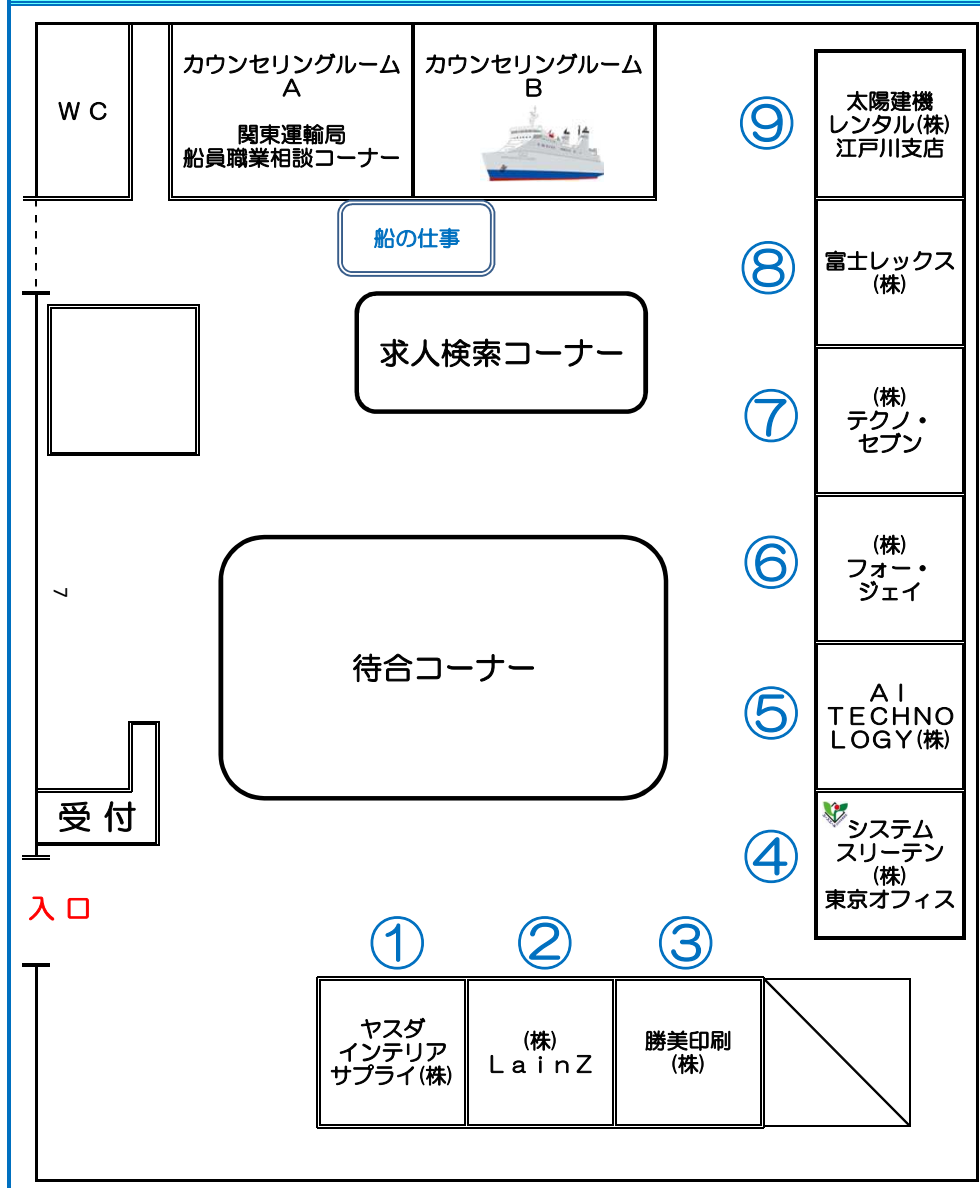 ＷＣ
カウンセリングルーム
Ａ
関東運輸局
船員職業相談コーナー
カウンセリングルーム
Ｂ
船の仕事
求人検索コーナー
⑨
太陽建機
レンタル(株)
江戸川支店
⑧
富士レックス
(株)
⑦
(株)
テクノ・
セブン
⑥
(株)
フォー・
ジェイ
待合コーナー
⑤
ＡＩ
ＴＥＣＨＮＯ
ＬＯＧＹ(株)
受付
④
システム
スリーテン
(株)
東京オフィス
入口
①
ヤスダ
インテリア
サプライ(株)
②
(株)
ＬａｉｎＺ
③
勝美印刷
(株)